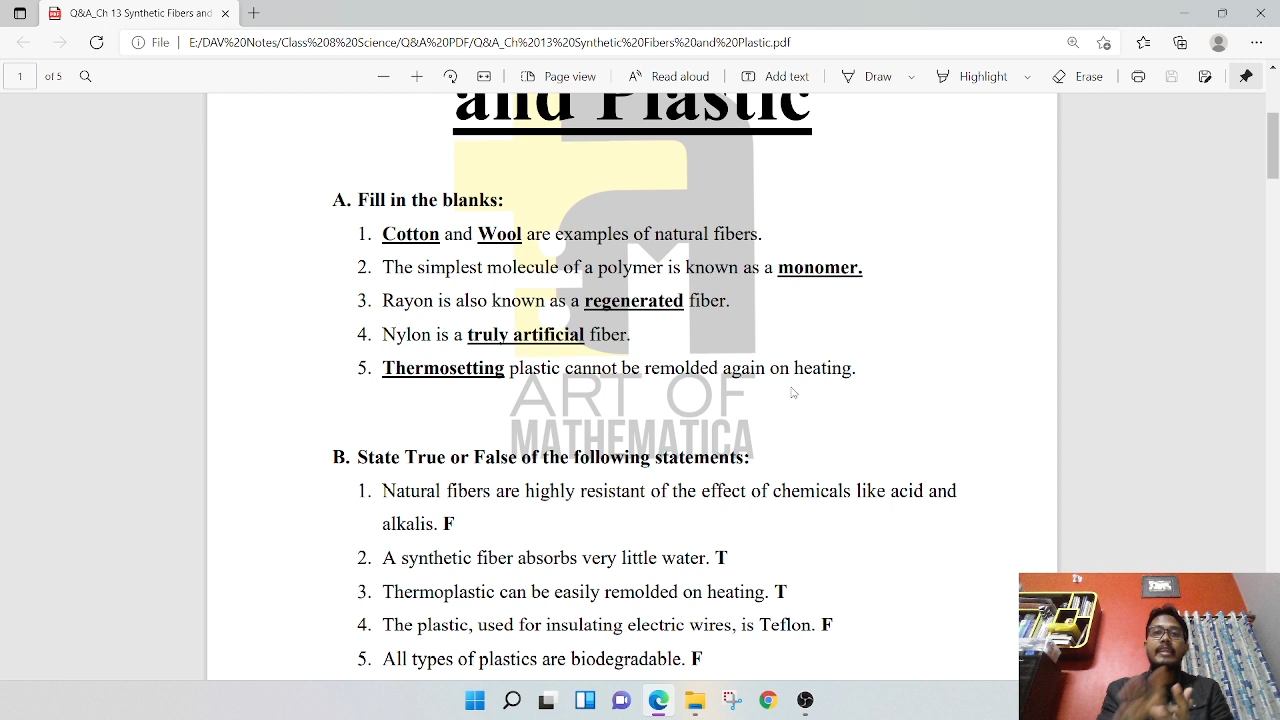 Q&A_Ch 13 Synthetic Fibers and
File | E:/DAV%20Notes/Class%208%20Science/Q&A%20PDF/Q&A_Ch%2013%20Synthetic%20Fibers%20and%20Plastic.pdf
1 of 5 Page view Read aloud Add text Draw Highlight Erase
and Plastic
A. Fill in the blanks:
1. Cotton and Wool are examples of natural fibers.
2. The simplest molecule of a polymer is known as a monomer.
3. Rayon is also known as a regenerated fiber.
4. Nylon is a truly artificial fiber.
5. Thermosetting plastic cannot be remolded again on heating.
ART OF
MATHEMATICA
B. State True or False of the following statements:
1. Natural fibers are highly resistant of the effect of chemicals like acid and
alkalis. F
2. A synthetic fiber absorbs very little water. T
3. Thermoplastic can be easily remolded on heating. T
4. The plastic, used for insulating electric wires, is Teflon. F
5. All types of plastics are biodegradable. F